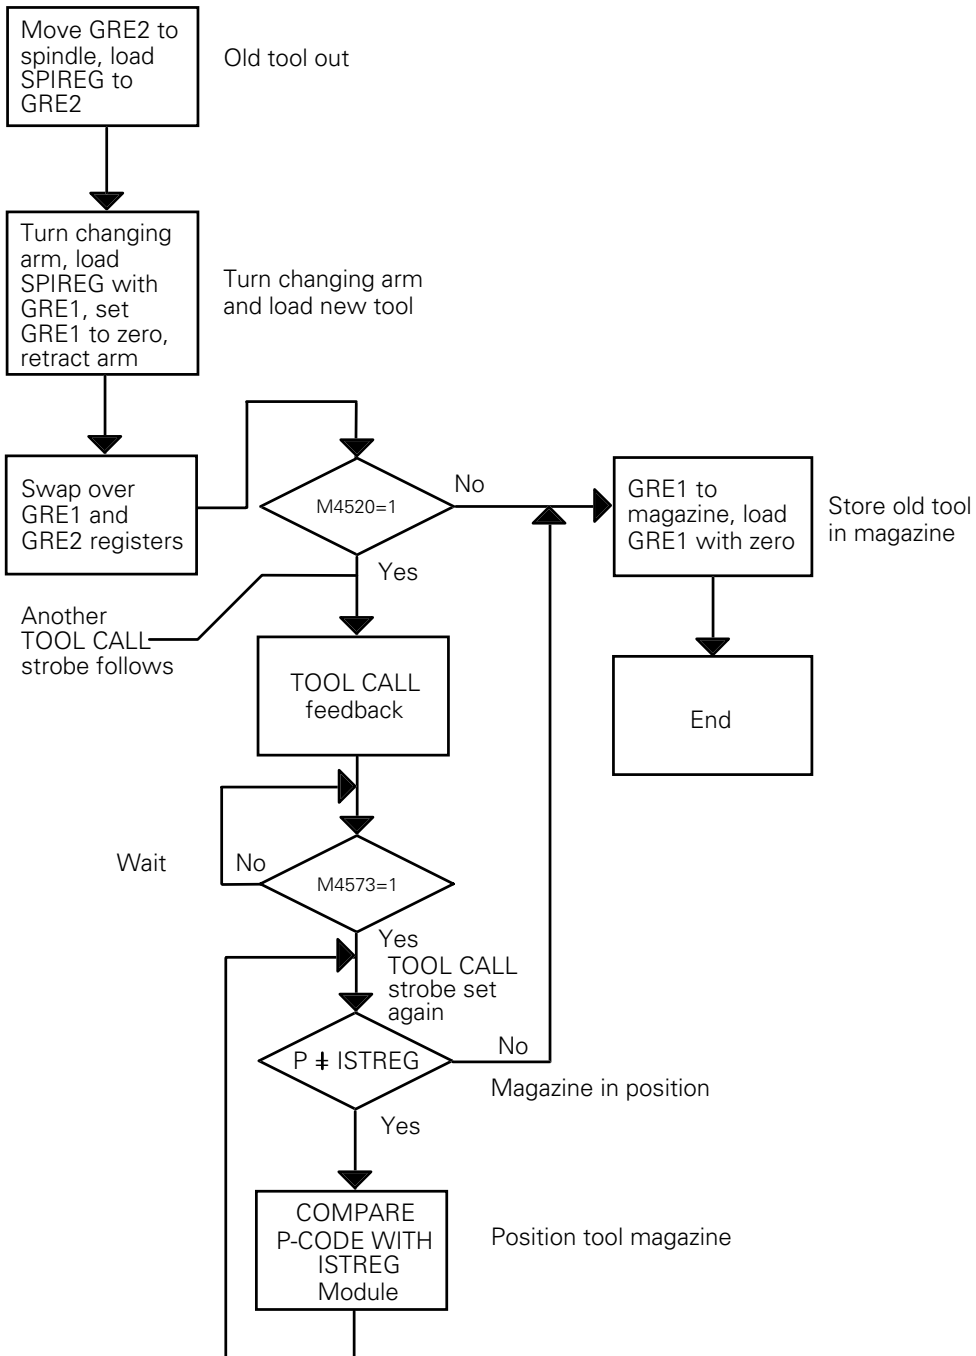 Move GRE2 to
spindle, load
SPIREG to
GRE2
Old tool out
Turn changing
arm, load
SPIREG with
GRE1, set
GRE1 to zero,
retract arm
Turn changing arm
and load new tool
Swap over
GRE1 and
GRE2 registers
M4520=1
No
GRE1 to
magazine, load
GRE1 with zero
Store old tool
in magazine
Yes
Another
TOOL CALL
strobe follows
TOOL CALL
feedback
End
Wait
No
M4573=1
Yes
TOOL CALL
strobe set
again
P ǂ ISTREG
No
Magazine in position
Yes
COMPARE
P-CODE WITH
ISTREG
Module
Position tool magazine